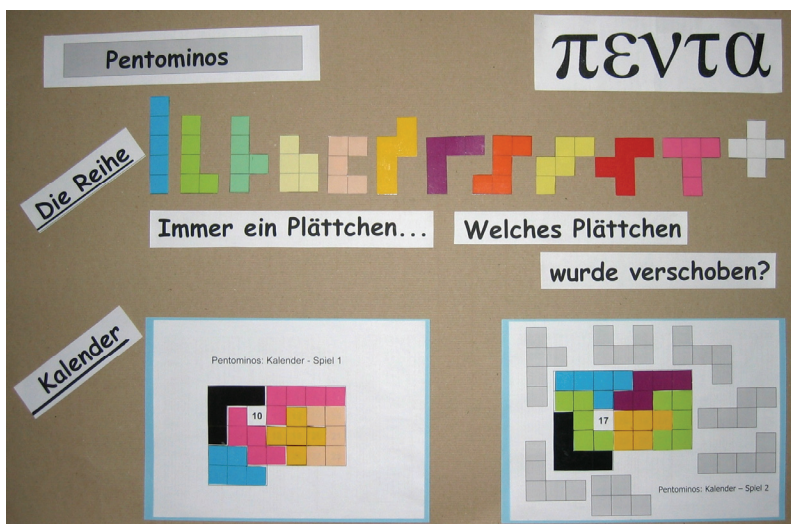 Pentominos
πεντα
Die Reihe
Immer ein Plättchen...
Welches Plättchen
wurde verschoben?
Kalender
Pentominos: Kalender - Spiel 1
10
17
Pentominos: Kalender – Spiel 2